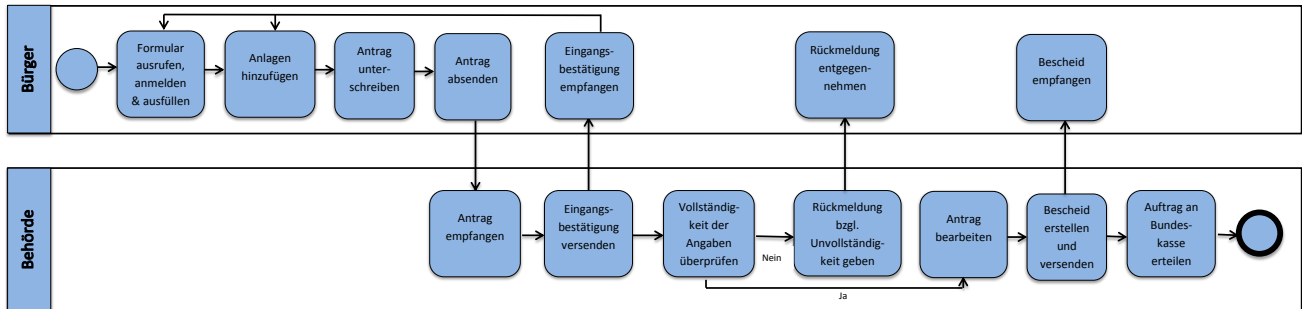 Bürger
Formular
ausrufen,
anmelden
& ausfüllen
Anlagen
hinzufügen
Antrag
unter-
schreiben
Antrag
absenden
Eingangs-
bestätigung
empfangen
Rückmeldung
entgegen-
nehmen
Bescheid
empfangen
Behörde
Antrag
empfangen
Eingangs-
bestätigung
versenden
Vollständig-
keit der
Angaben
überprüfen
Nein
Rückmeldung
bzgl.
Unvollständig-
keit geben
Ja
Antrag
bearbeiten
Bescheid
erstellen
und
versenden
Auftrag an
Bundes-
kasse
erteilen